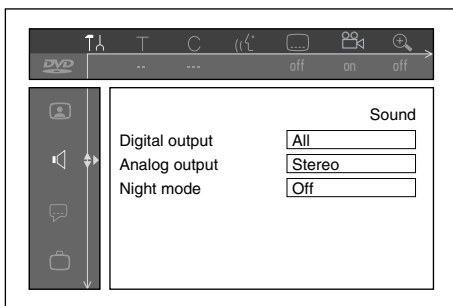 T C
DVD -- --- off on off
Sound
Digital output All
Analog output Stereo
Night mode Off